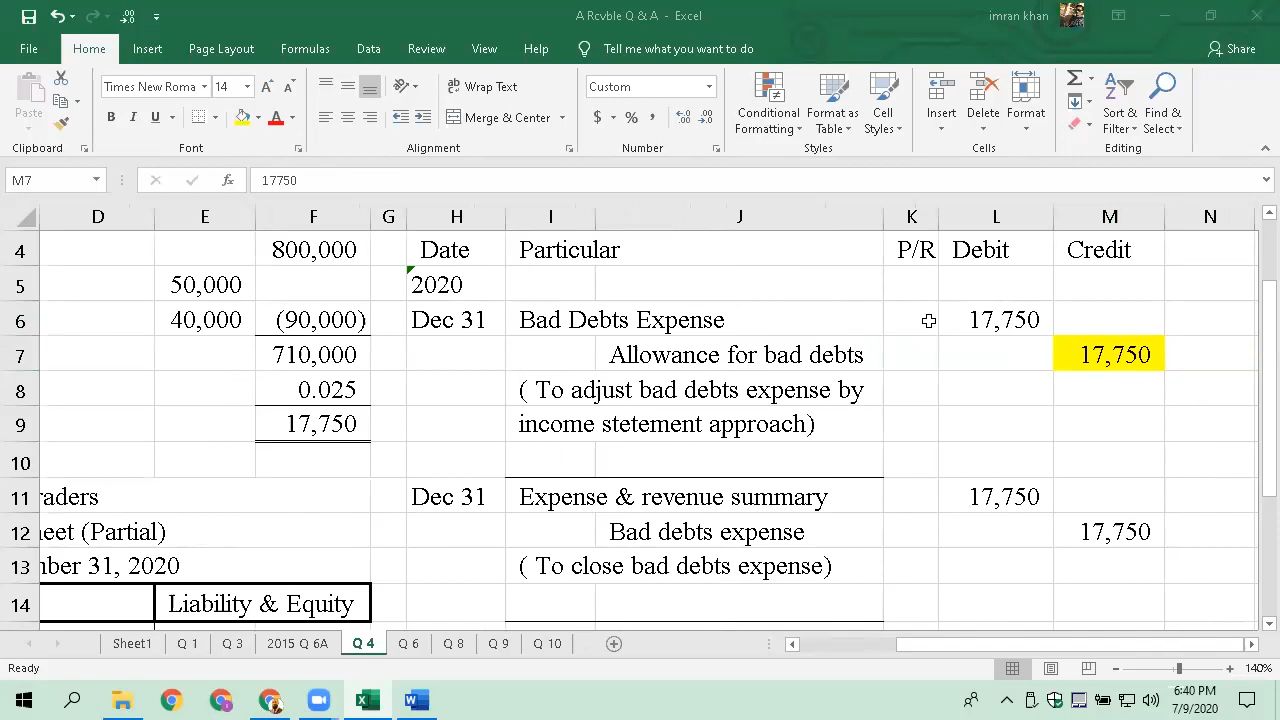 A Rcvble Q & A - Excel
imran khan
File Home Insert Page Layout Formulas Data Review View Help Tell me what you want to do Share
Times New Roma 14 Wrap Text Custom
Paste Merge & Center $ % , Conditional Formatting Format as Table Cell Styles Insert Delete Format Sort & Filter Find & Select
Clipboard Font Alignment Number Styles Cells Editing
M7 fx 17750
D E F G H I J K L M N
4 800,000 Date Particular P/R Debit Credit
5 50,000 2020
6 40,000 (90,000) Dec 31 Bad Debts Expense 17,750
7 710,000 Allowance for bad debts 17,750
8 0.025 ( To adjust bad debts expense by
9 17,750 income stetement approach)
10
11 raders Dec 31 Expense & revenue summary 17,750
12 eet (Partial) Bad debts expense 17,750
13 ber 31, 2020 ( To close bad debts expense)
14 Liability & Equity
Sheet1 Q 1 Q 3 2015 Q 6A Q 4 Q 6 Q 8 Q 9 Q 10
Ready 140%
6:40 PM
7/9/2020